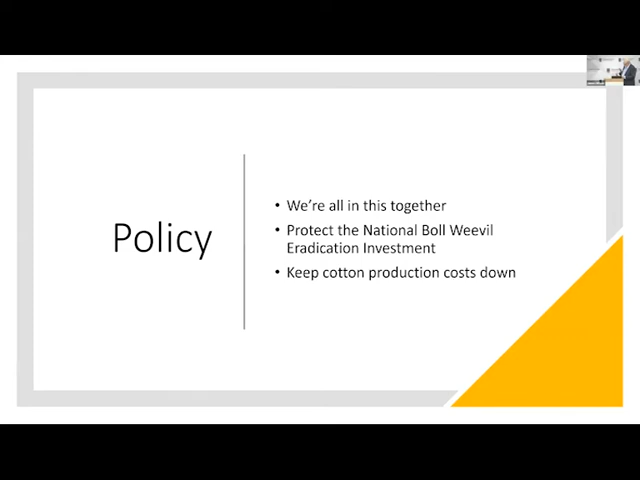 Policy
• We're all in this together
• Protect the National Boll Weevil
Eradication Investment
• Keep cotton production costs down